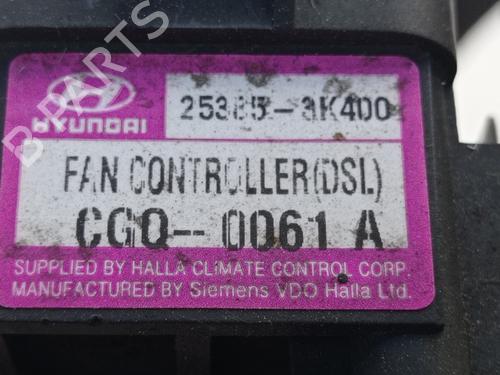 HYUNDAI
25385-3K400
FAN CONTROLLER(DSL)
CGQ-0061 A
SUPPLIED BY HALLA CLIMATE CONTROL CORP.
MANUFACTURED BY Siemens VDO Halla Ltd.
B-PARTS